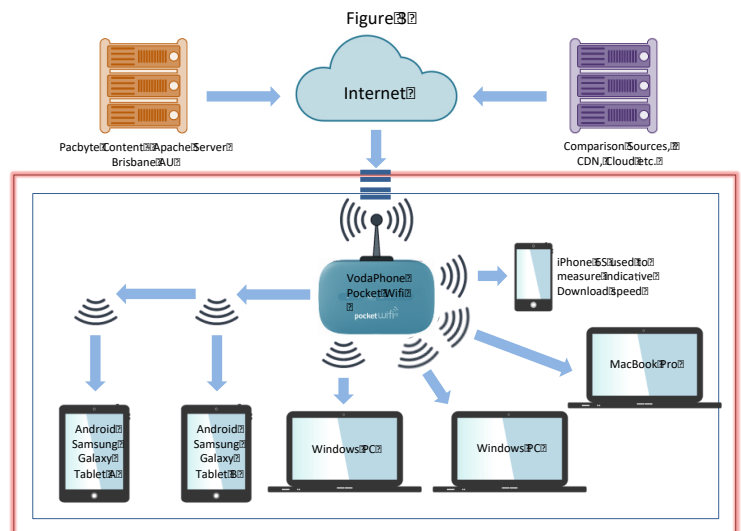 Figure 3
Internet
Pacbyte Content - Apache Server
Brisbane AU
Comparison Sources,
CDN, Cloud etc.
VodaPhone
Pocket Wifi
pocket wifi
iPhone 6S used to
measure indicative
Download speed
MacBook Pro
Android
Samsung
Galaxy
Tablet A
Android
Samsung
Galaxy
Tablet B
Windows PC
Windows PC